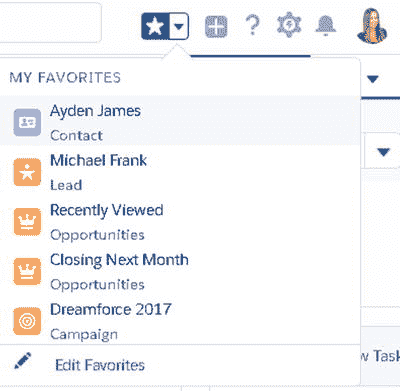 MY FAVORITES
Ayden James
Contact
Michael Frank
Lead
Recently Viewed
Opportunities
Closing Next Month
Opportunities
Dreamforce 2017
Campaign
Edit Favorites
w Task